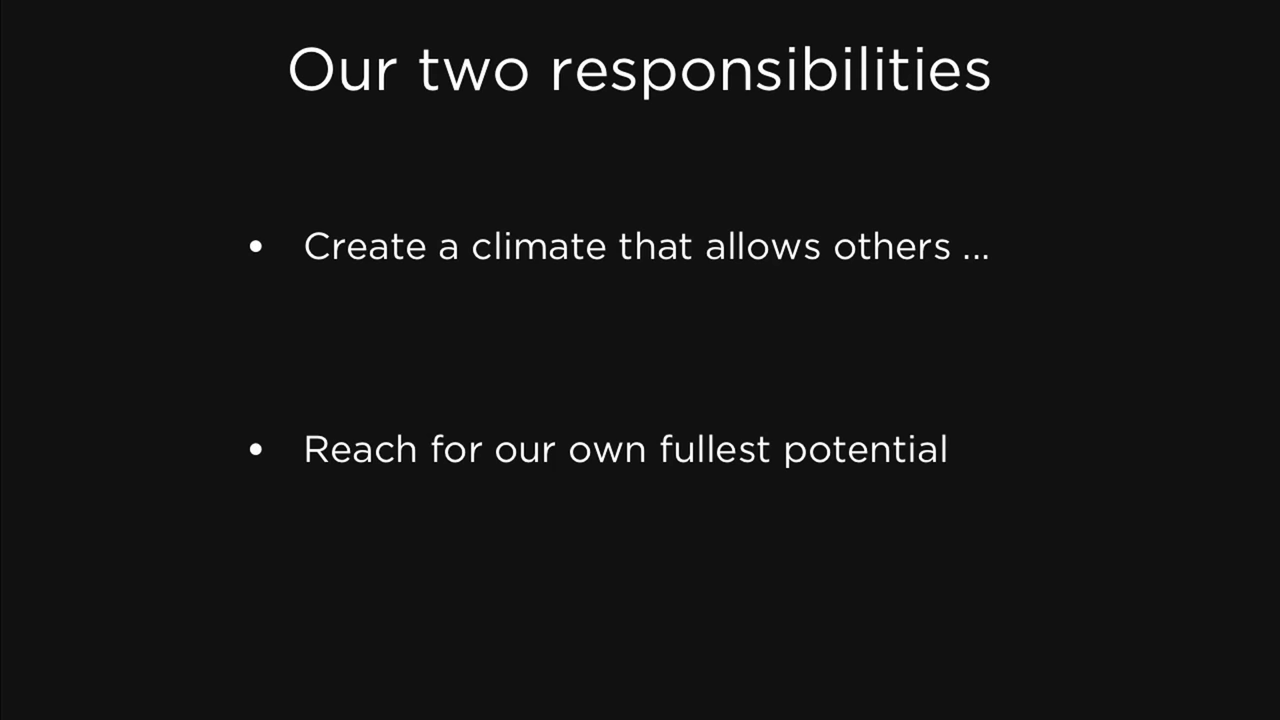 Our two responsibilities
• Create a climate that allows others ...
• Reach for our own fullest potential